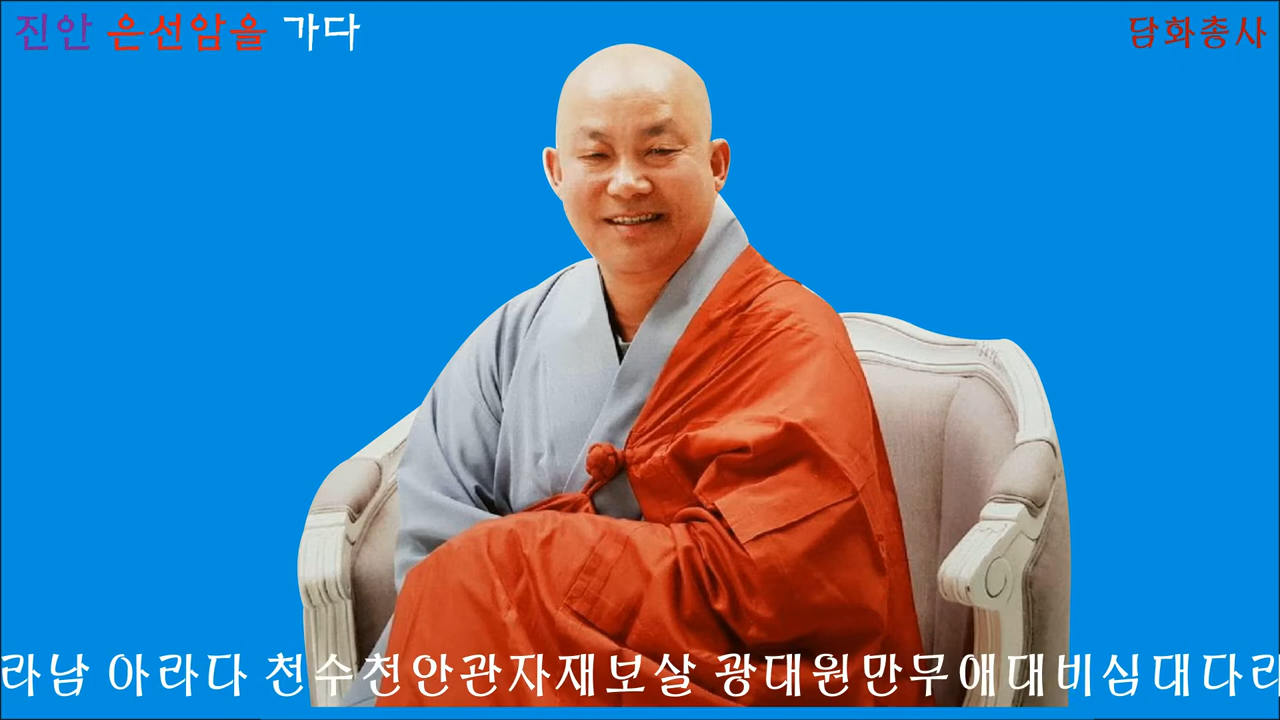 진안 은선암을 가다
담화총사
라남 아라다 천수천안관자재보살 광대원만무애대비심대다라